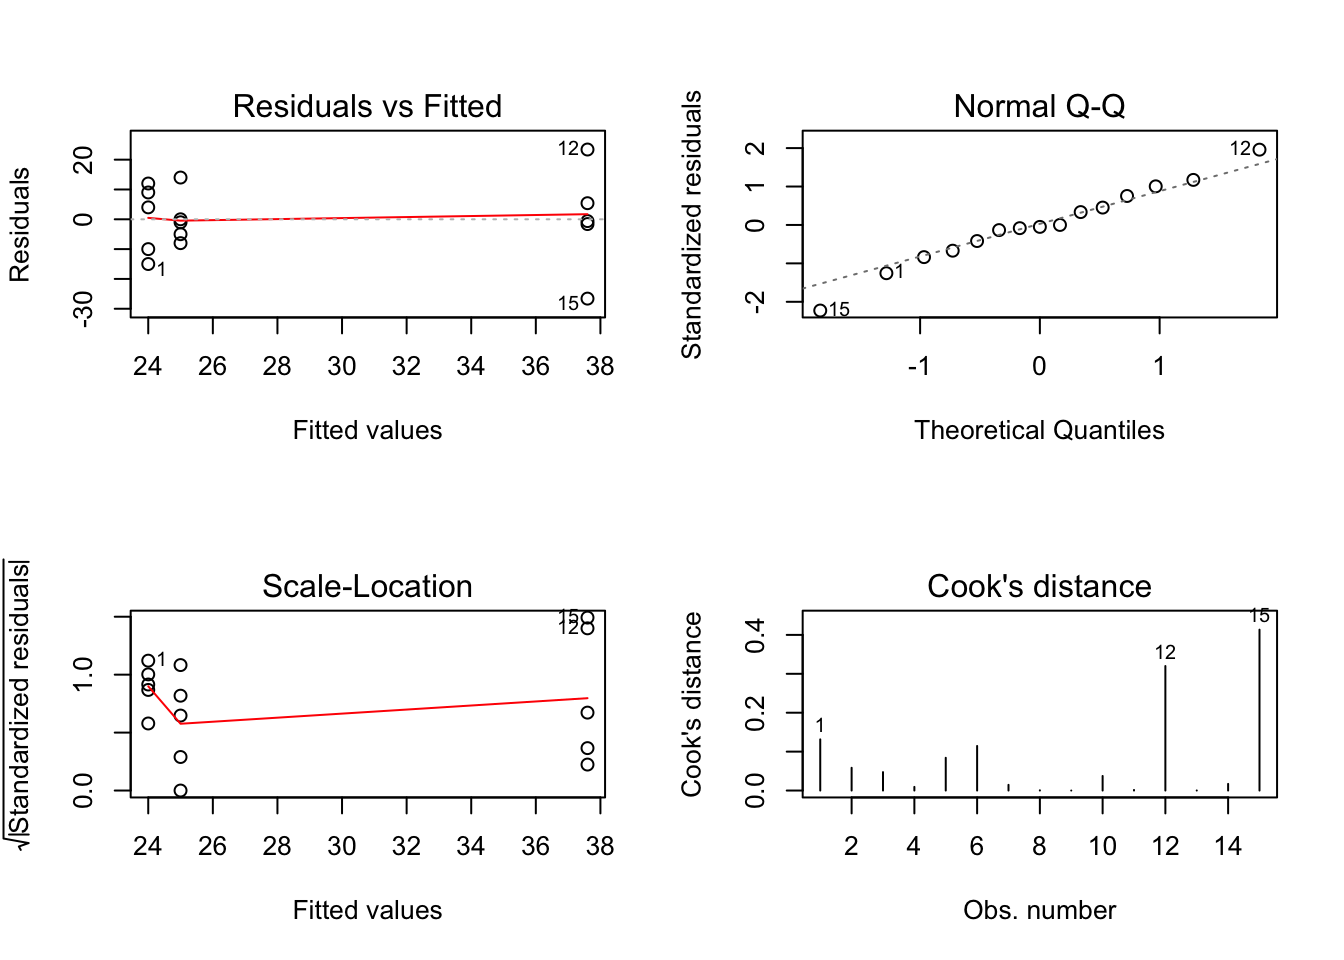 Residuals vs Fitted
Residuals
20
0
-30
12
1
15
24 26 28 30 32 34 36 38
Fitted values
Normal Q-Q
Standardized residuals
2
1
0
-2
12
1
15
-1 0 1
Theoretical Quantiles
Scale-Location
√|Standardized residuals|
1.0
0.0
15
12
1
24 26 28 30 32 34 36 38
Fitted values
Cook's distance
Cook's distance
0.4
0.2
0.0
15
12
1
2 4 6 8 10 12 14
Obs. number